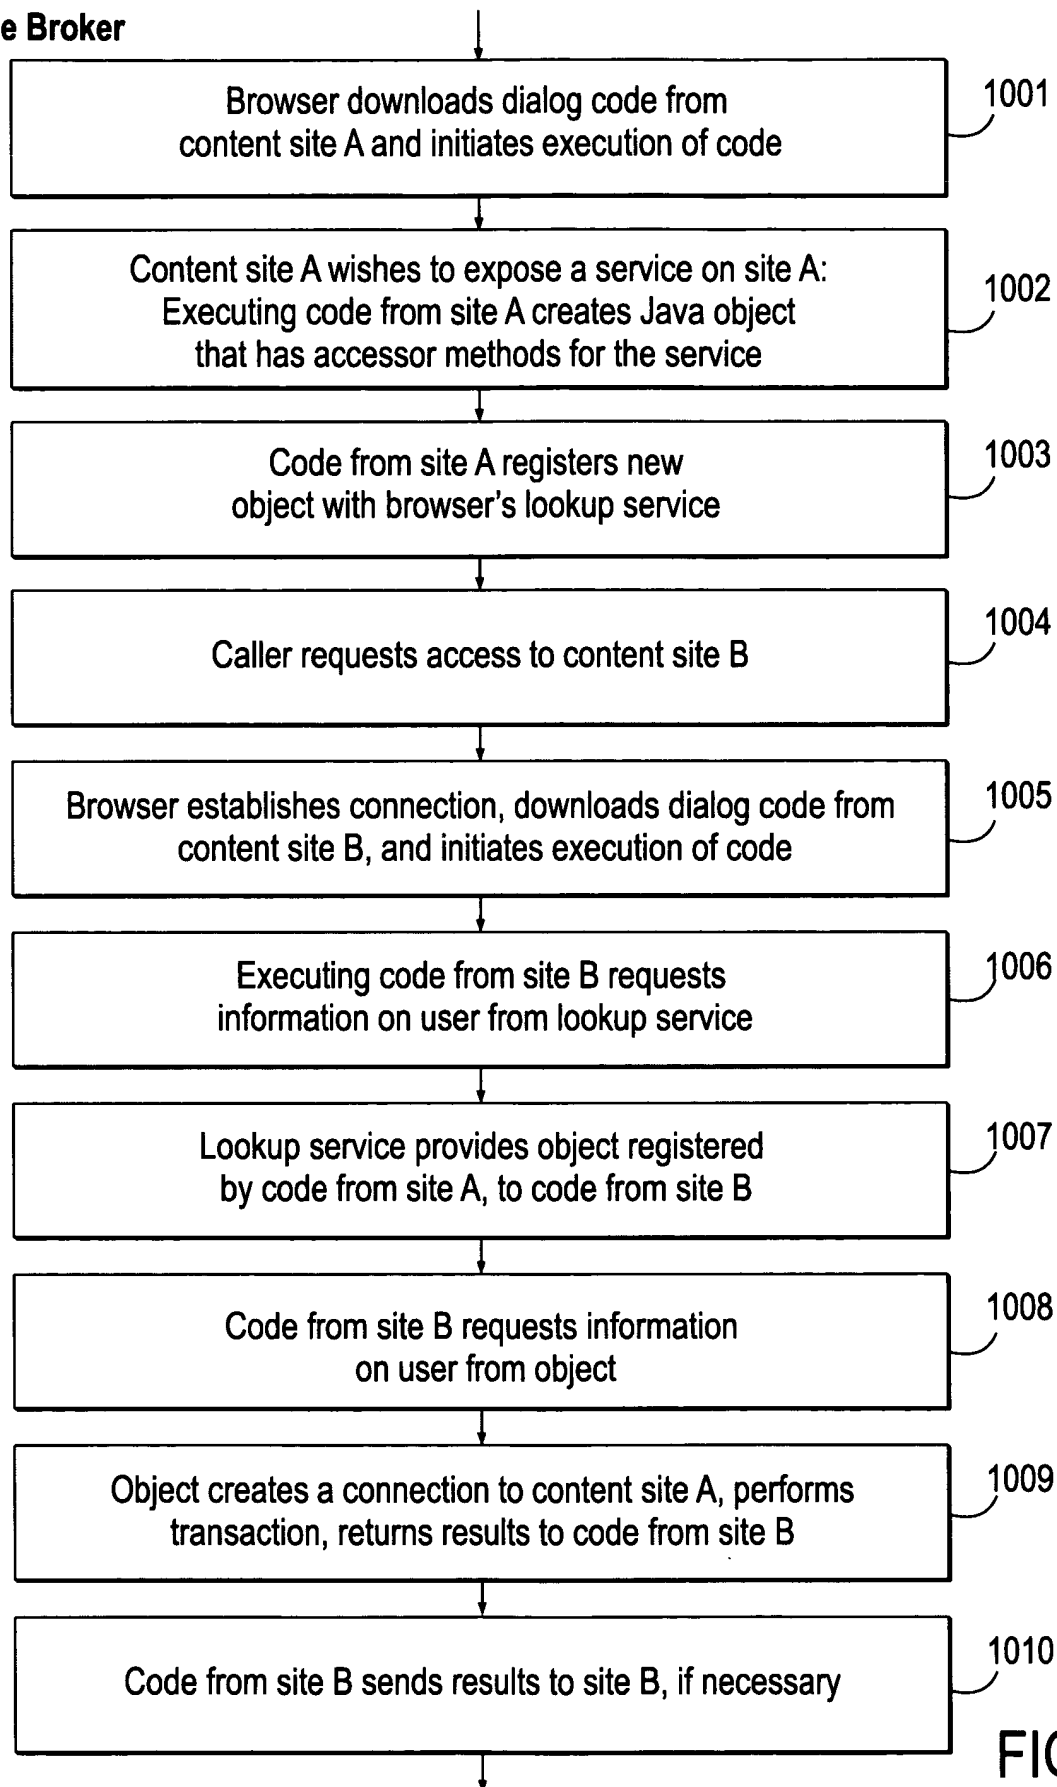 e Broker
Browser downloads dialog code from
content site A and initiates execution of code
1001
Content site A wishes to expose a service on site A:
Executing code from site A creates Java object
that has accessor methods for the service
1002
Code from site A registers new
object with browser's lookup service
1003
Caller requests access to content site B
1004
Browser establishes connection, downloads dialog code from
content site B, and initiates execution of code
1005
Executing code from site B requests
information on user from lookup service
1006
Lookup service provides object registered
by code from site A, to code from site B
1007
Code from site B requests information
on user from object
1008
Object creates a connection to content site A, performs
transaction, returns results to code from site B
1009
Code from site B sends results to site B, if necessary
1010
FIG